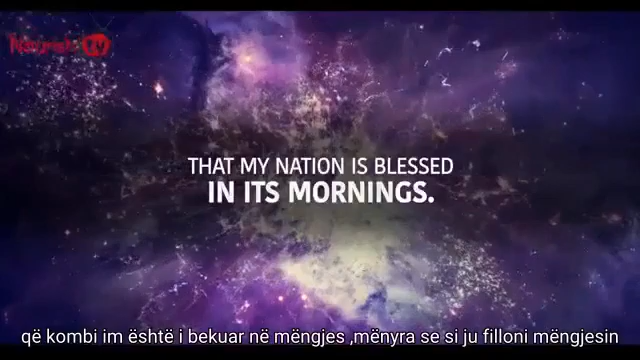 TV
THAT MY NATION IS BLESSED
IN ITS MORNINGS.
që kombi im është i bekuar në mëngjes ,mënyra se si ju filloni mëngjesin